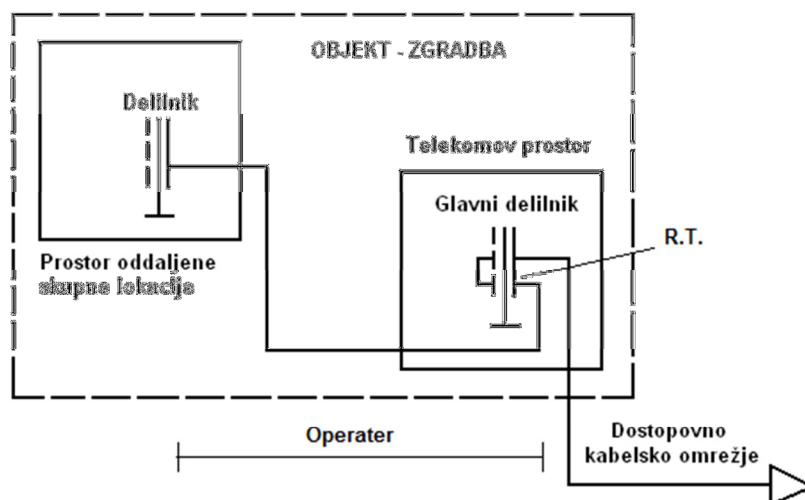 OBJEKT - ZGRADBA
Delilnik
Telekomov prostor
Glavni delilnik
R.T.
Prostor oddaljene
skupne lokacije
Operater
Dostopovno
kabelsko omrežje